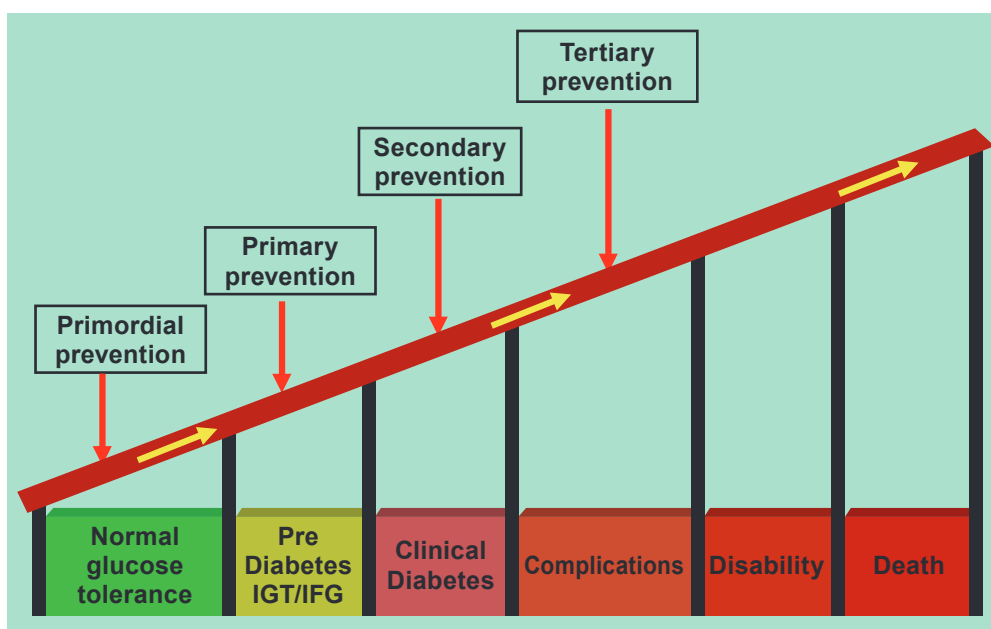 Tertiary
prevention
Secondary
prevention
Primary
prevention
Primordial
prevention
Normal
glucose
tolerance
Pre
Diabetes
IGT/IFG
Clinical
Diabetes
Complications
Disability
Death